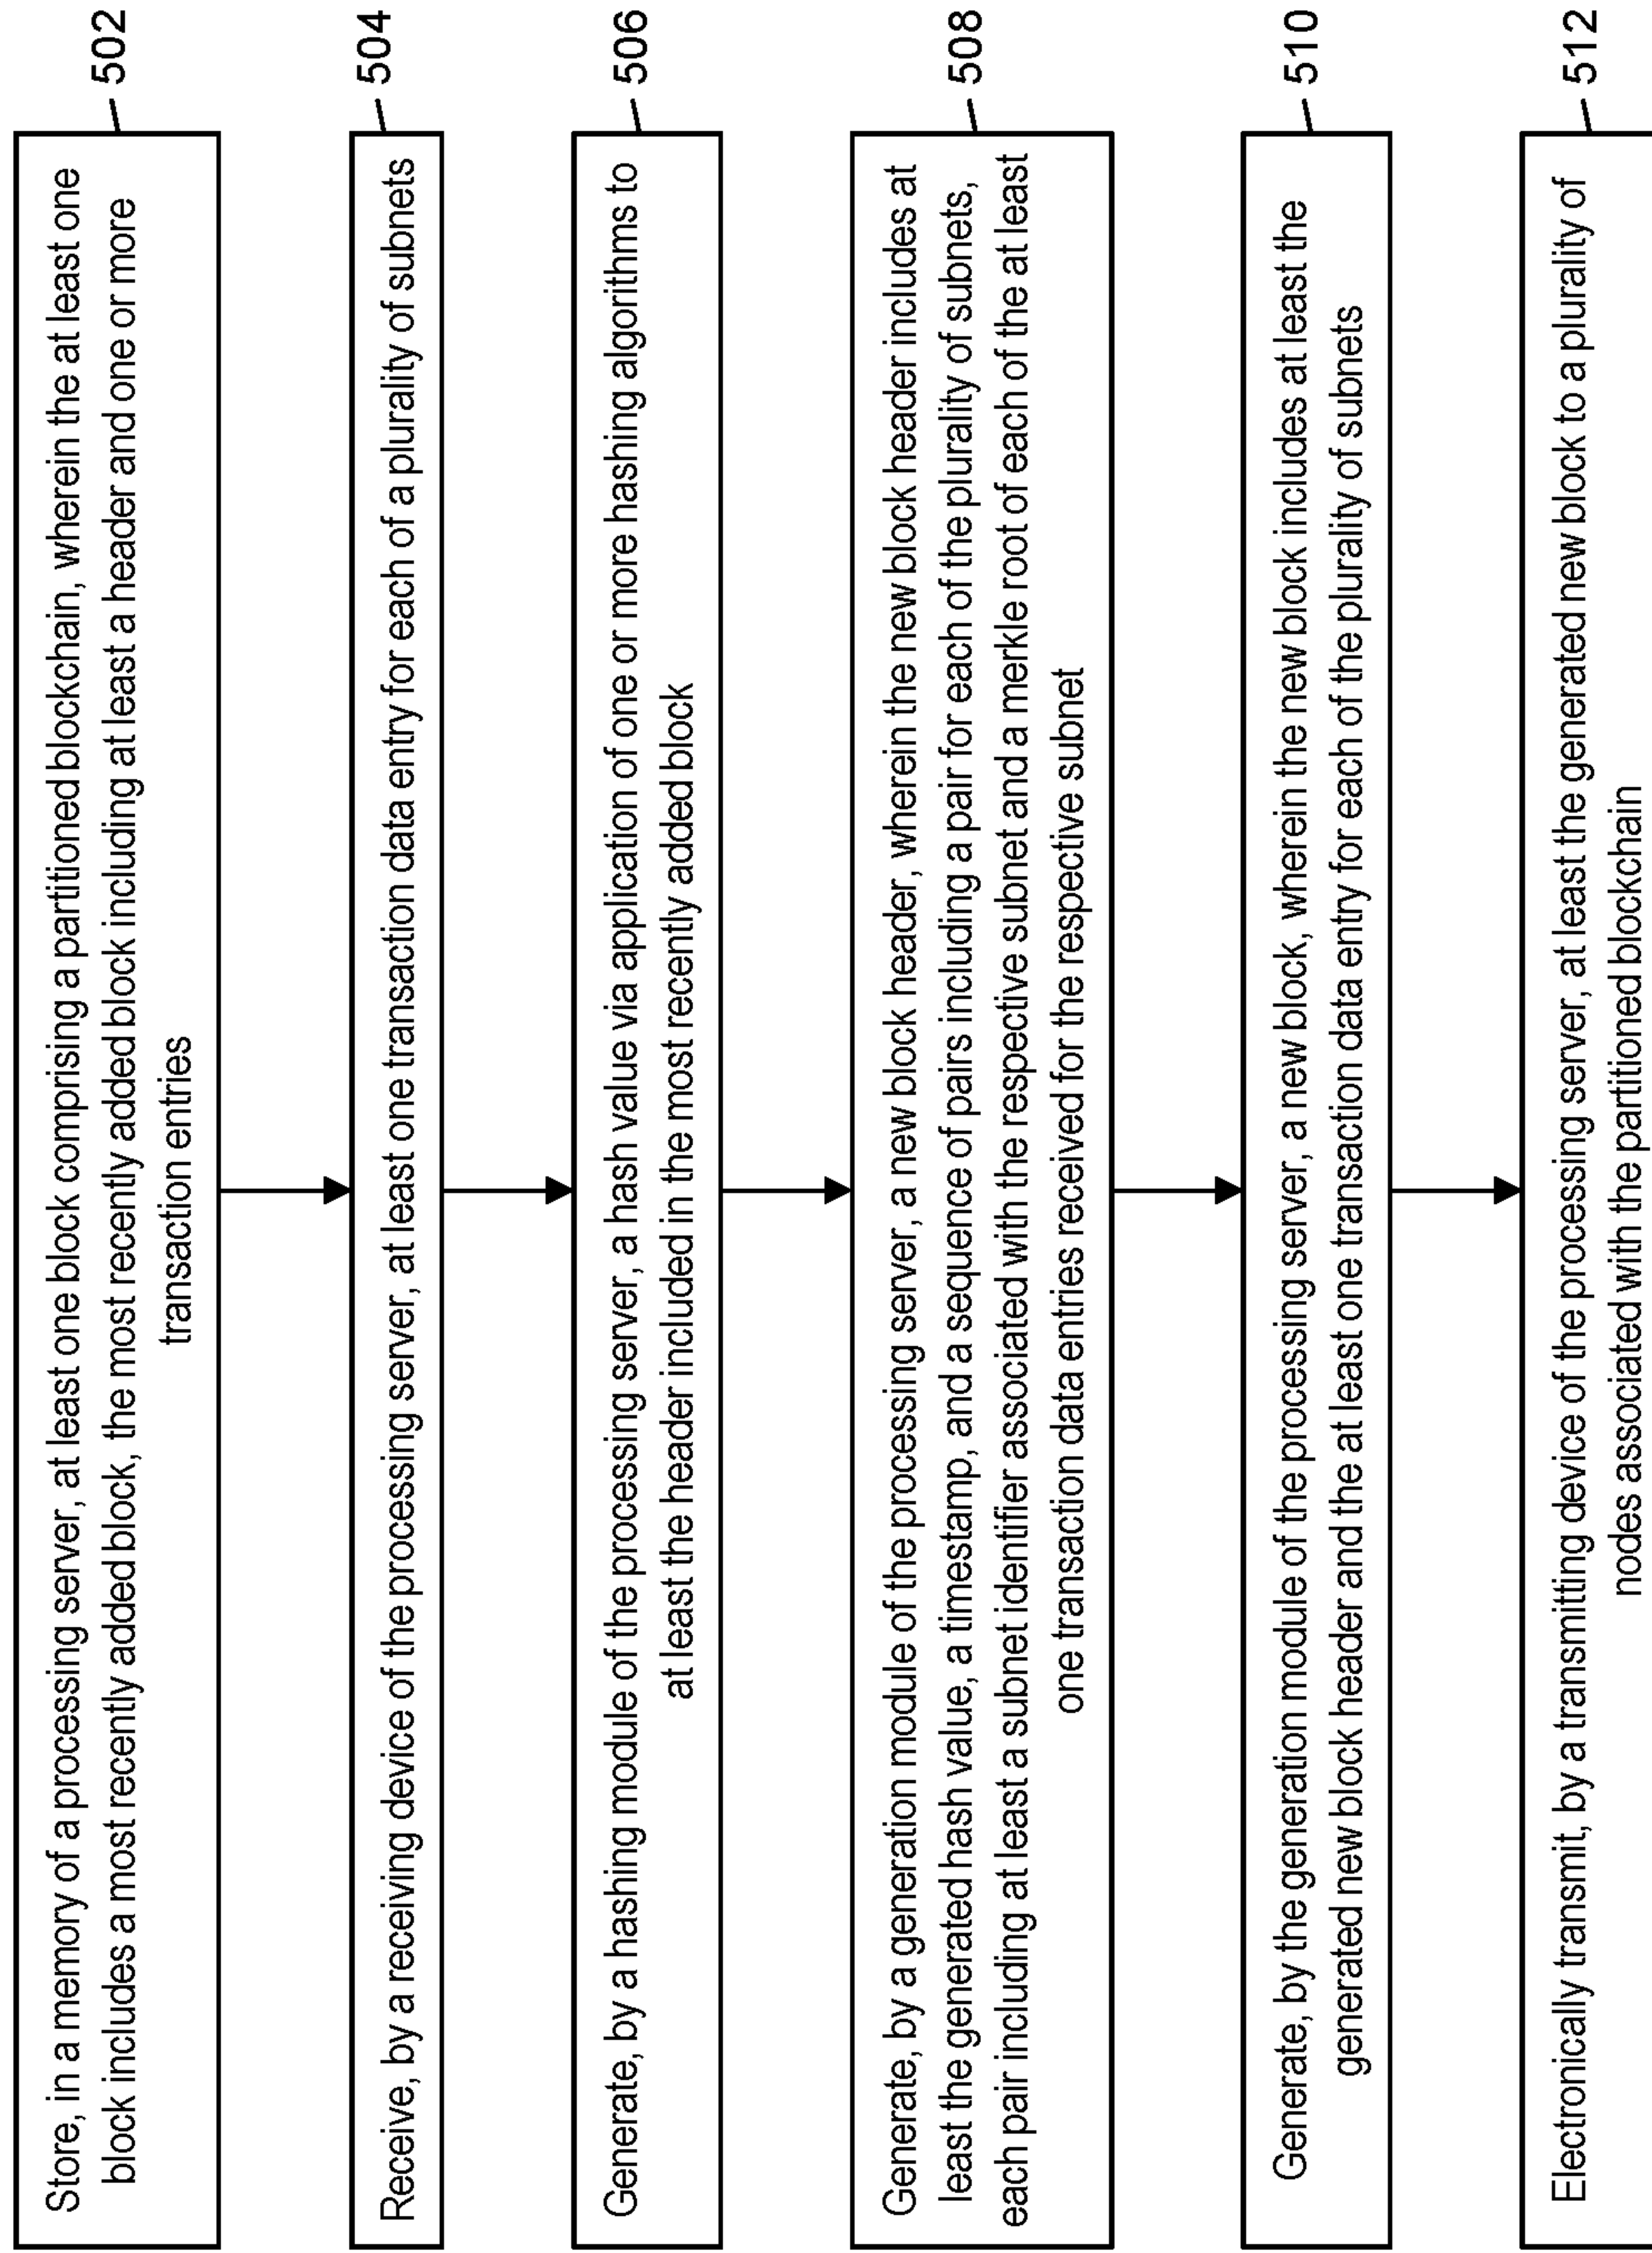 Store, in a memory of a processing server, at least one block comprising a partitioned blockchain, wherein the at least one
block includes a most recently added block, the most recently added block including at least a header and one or more
transaction entries
502
Receive, by a receiving device of the processing server, at least one transaction data entry for each of a plurality of subnets
504
Generate, by a hashing module of the processing server, a hash value via application of one or more hashing algorithms to
at least the header included in the most recently added block
506
Generate, by a generation module of the processing server, a new block header, wherein the new block header includes at
least the generated hash value, a timestamp, and a sequence of pairs including a pair for each of the plurality of subnets,
each pair including at least a subnet identifier associated with the respective subnet and a merkle root of each of the at least
one transaction data entries received for the respective subnet
508
Generate, by the generation module of the processing server, a new block, wherein the new block includes at least the
generated new block header and the at least one transaction data entry for each of the plurality of subnets
510
Electronically transmit, by a transmitting device of the processing server, at least the generated new block to a plurality of
nodes associated with the partitioned blockchain
512